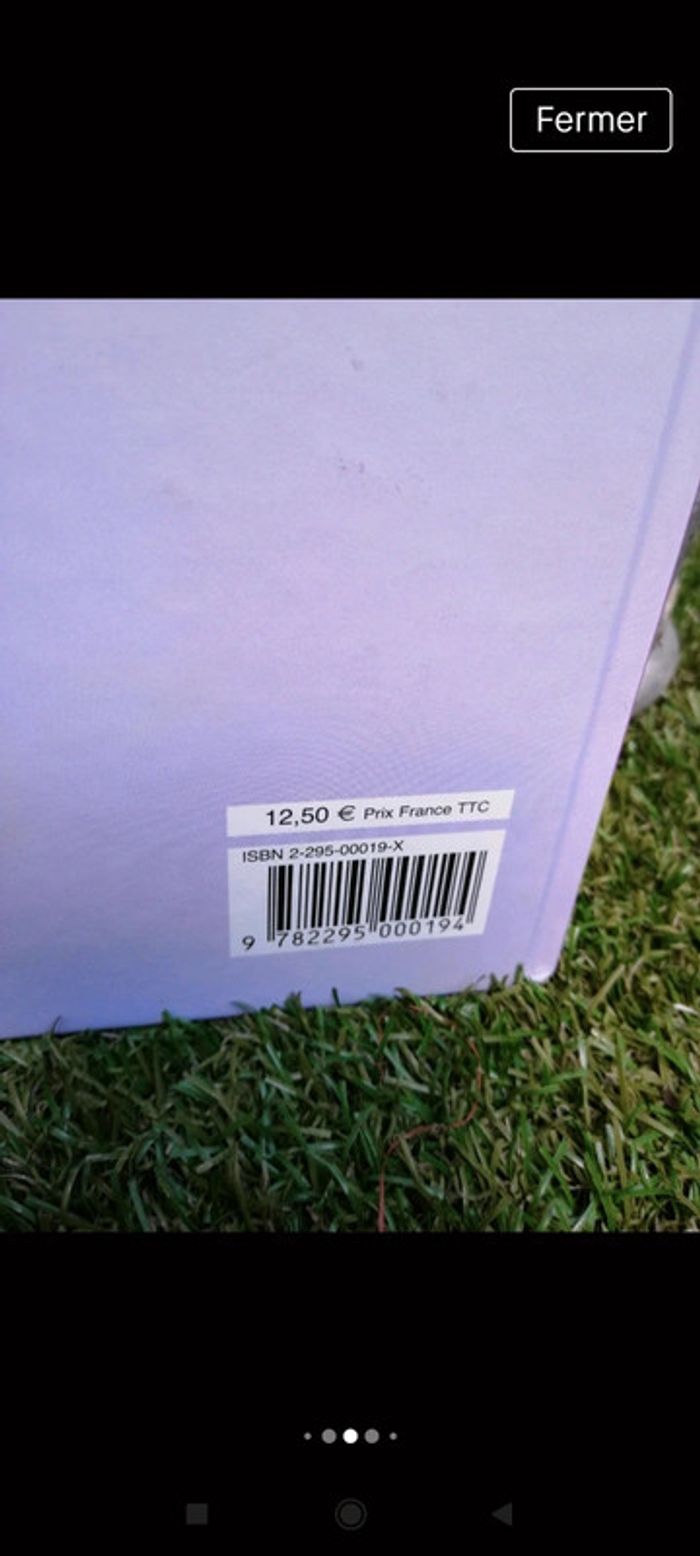 Fermer
12,50 € Prix France TTC
ISBN 2-295-00019-X
9 782295 000194